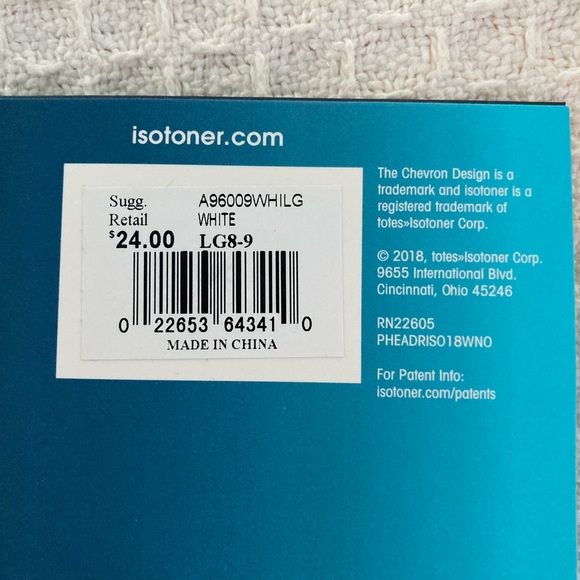 isotoner.com
Sugg. A96009WHILG
Retail WHITE
$24.00 LG8-9
0 22653 64341 0
MADE IN CHINA
The Chevron Design is a
trademark and isotoner is a
registered trademark of
totes»Isotoner Corp.
© 2018, totes»Isotoner Corp.
9655 International Blvd.
Cincinnati, Ohio 45246
RN22605
PHEADRISO18WNO
For Patent Info:
isotoner.com/patents